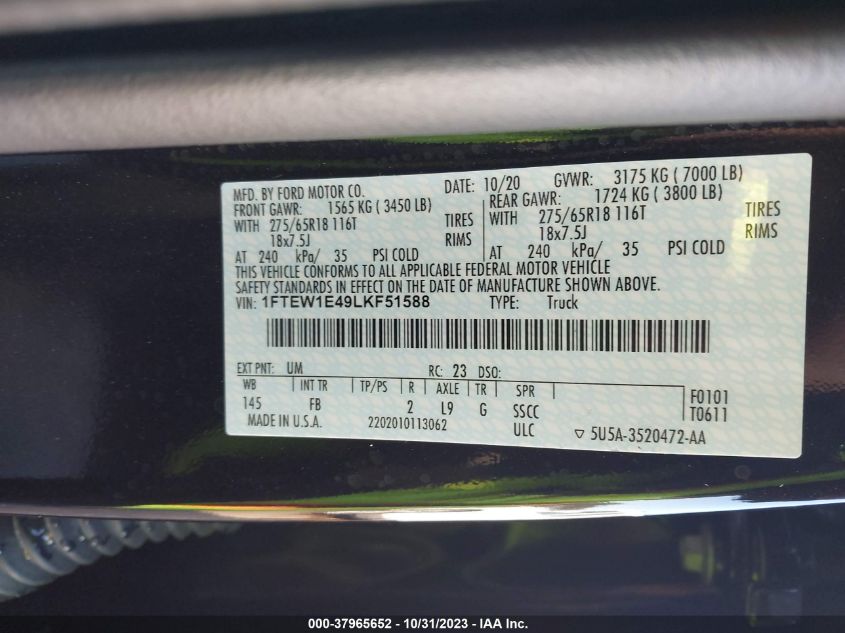 MFD. BY FORD MOTOR CO. DATE: 10/20 GVWR: 3175 KG ( 7000 LB)
FRONT GAWR: 1565 KG ( 3450 LB) REAR GAWR: 1724 KG ( 3800 LB)
WITH 275/65R18 116T TIRES WITH 275/65R18 116T TIRES
18x7.5J RIMS 18x7.5J RIMS
AT 240 kPa/ 35 PSI COLD AT 240 kPa/ 35 PSI COLD
THIS VEHICLE CONFORMS TO ALL APPLICABLE FEDERAL MOTOR VEHICLE
SAFETY STANDARDS IN EFFECT ON THE DATE OF MANUFACTURE SHOWN ABOVE.
VIN: 1FTEW1E49LKF51588 TYPE: Truck
EXT PNT: UM RC: 23 DSO:
WB INT TR TP/PS R AXLE TR SPR F0101
145 FB 2 L9 G SSCC T0611
MADE IN U.S.A. 2202010113062 ULC ▽ 5U5A-3520472-AA
000-37965652 / 10/31/2023 - IAA Inc.